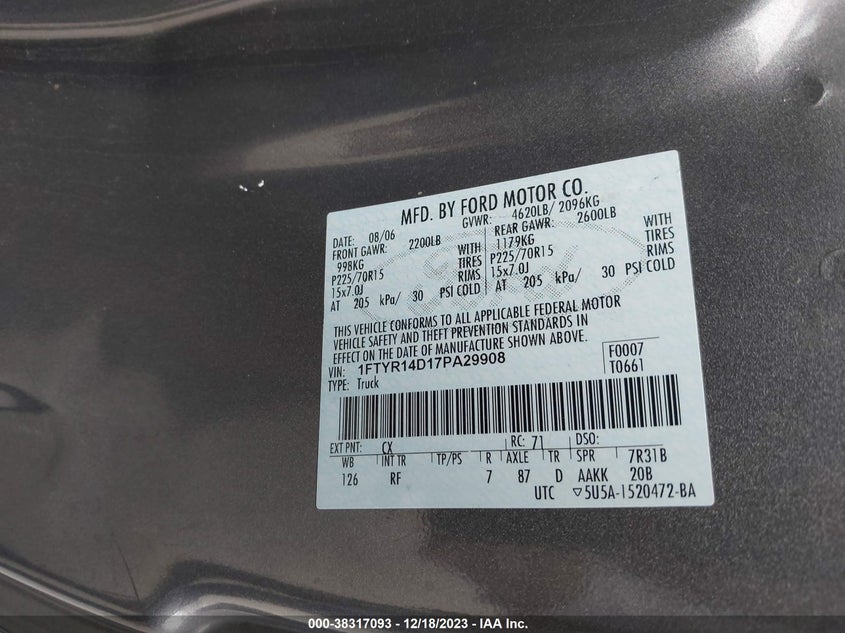 MFD. BY FORD MOTOR CO.
DATE: 08/06 GVWR: 4620LB/ 2096KG
FRONT GAWR: 2200LB REAR GAWR: 2600LB
998KG WITH 1179KG WITH
P225/70R15 TIRES P225/70R15 TIRES
15x7.0J RIMS 15x7.0J RIMS
AT 205 kPa/ 30 PSI COLD AT 205 kPa/ 30 PSI COLD
THIS VEHICLE CONFORMS TO ALL APPLICABLE FEDERAL MOTOR
VEHICLE SAFETY AND THEFT PREVENTION STANDARDS IN
EFFECT ON THE DATE OF MANUFACTURE SHOWN ABOVE.
VIN: 1FTYR14D17PA29908 F0007
TYPE: Truck T0661
EXT PNT: CX RC: 71 DSO:
WB INT TR TP/PS R AXLE TR SPR 7R31B
126 RF 7 87 D AAKK 20B
UTC ▽5U5A-1520472-BA
Ford
000-38317093 - 12/18/2023 - IAA Inc.